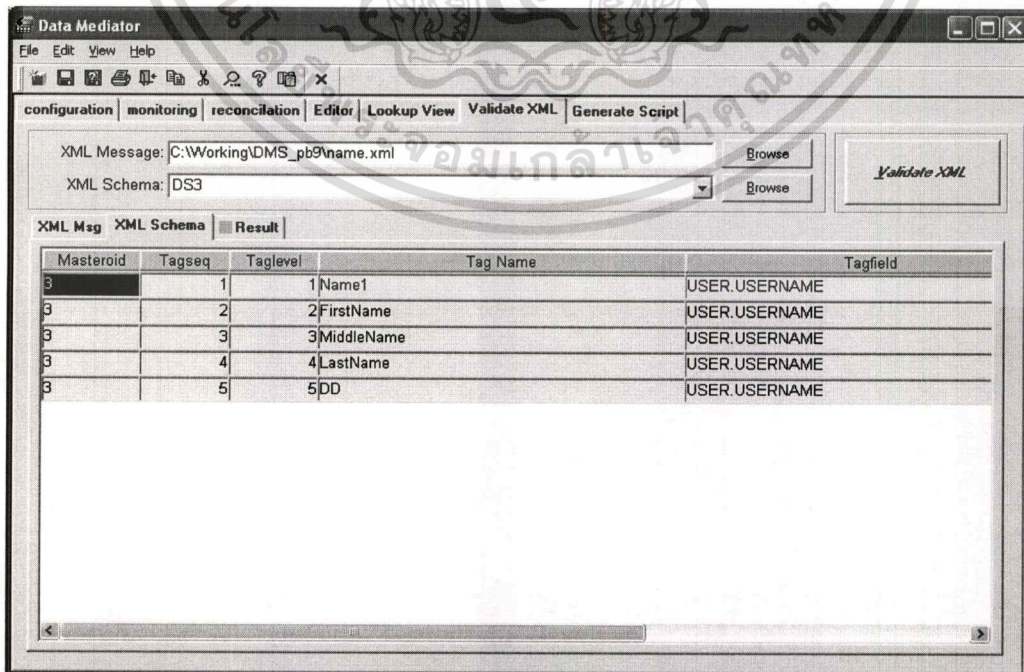 Data Mediator
File Edit View Help
configuration monitoring reconcilation Editor Lookup View Validate XML Generate Script
XML Message: C:\Working\DMS_pb9\name.xml Browse
XML Schema: DS3 Browse
Validate XML
XML Msg XML Schema Result
Masteroid Tagseq Taglevel Tag Name Tagfield
3 1 1 Name1 USER.USERNAME
3 2 2 FirstName USER.USERNAME
3 3 3 MiddleName USER.USERNAME
3 4 4 LastName USER.USERNAME
3 5 5 DD USER.USERNAME